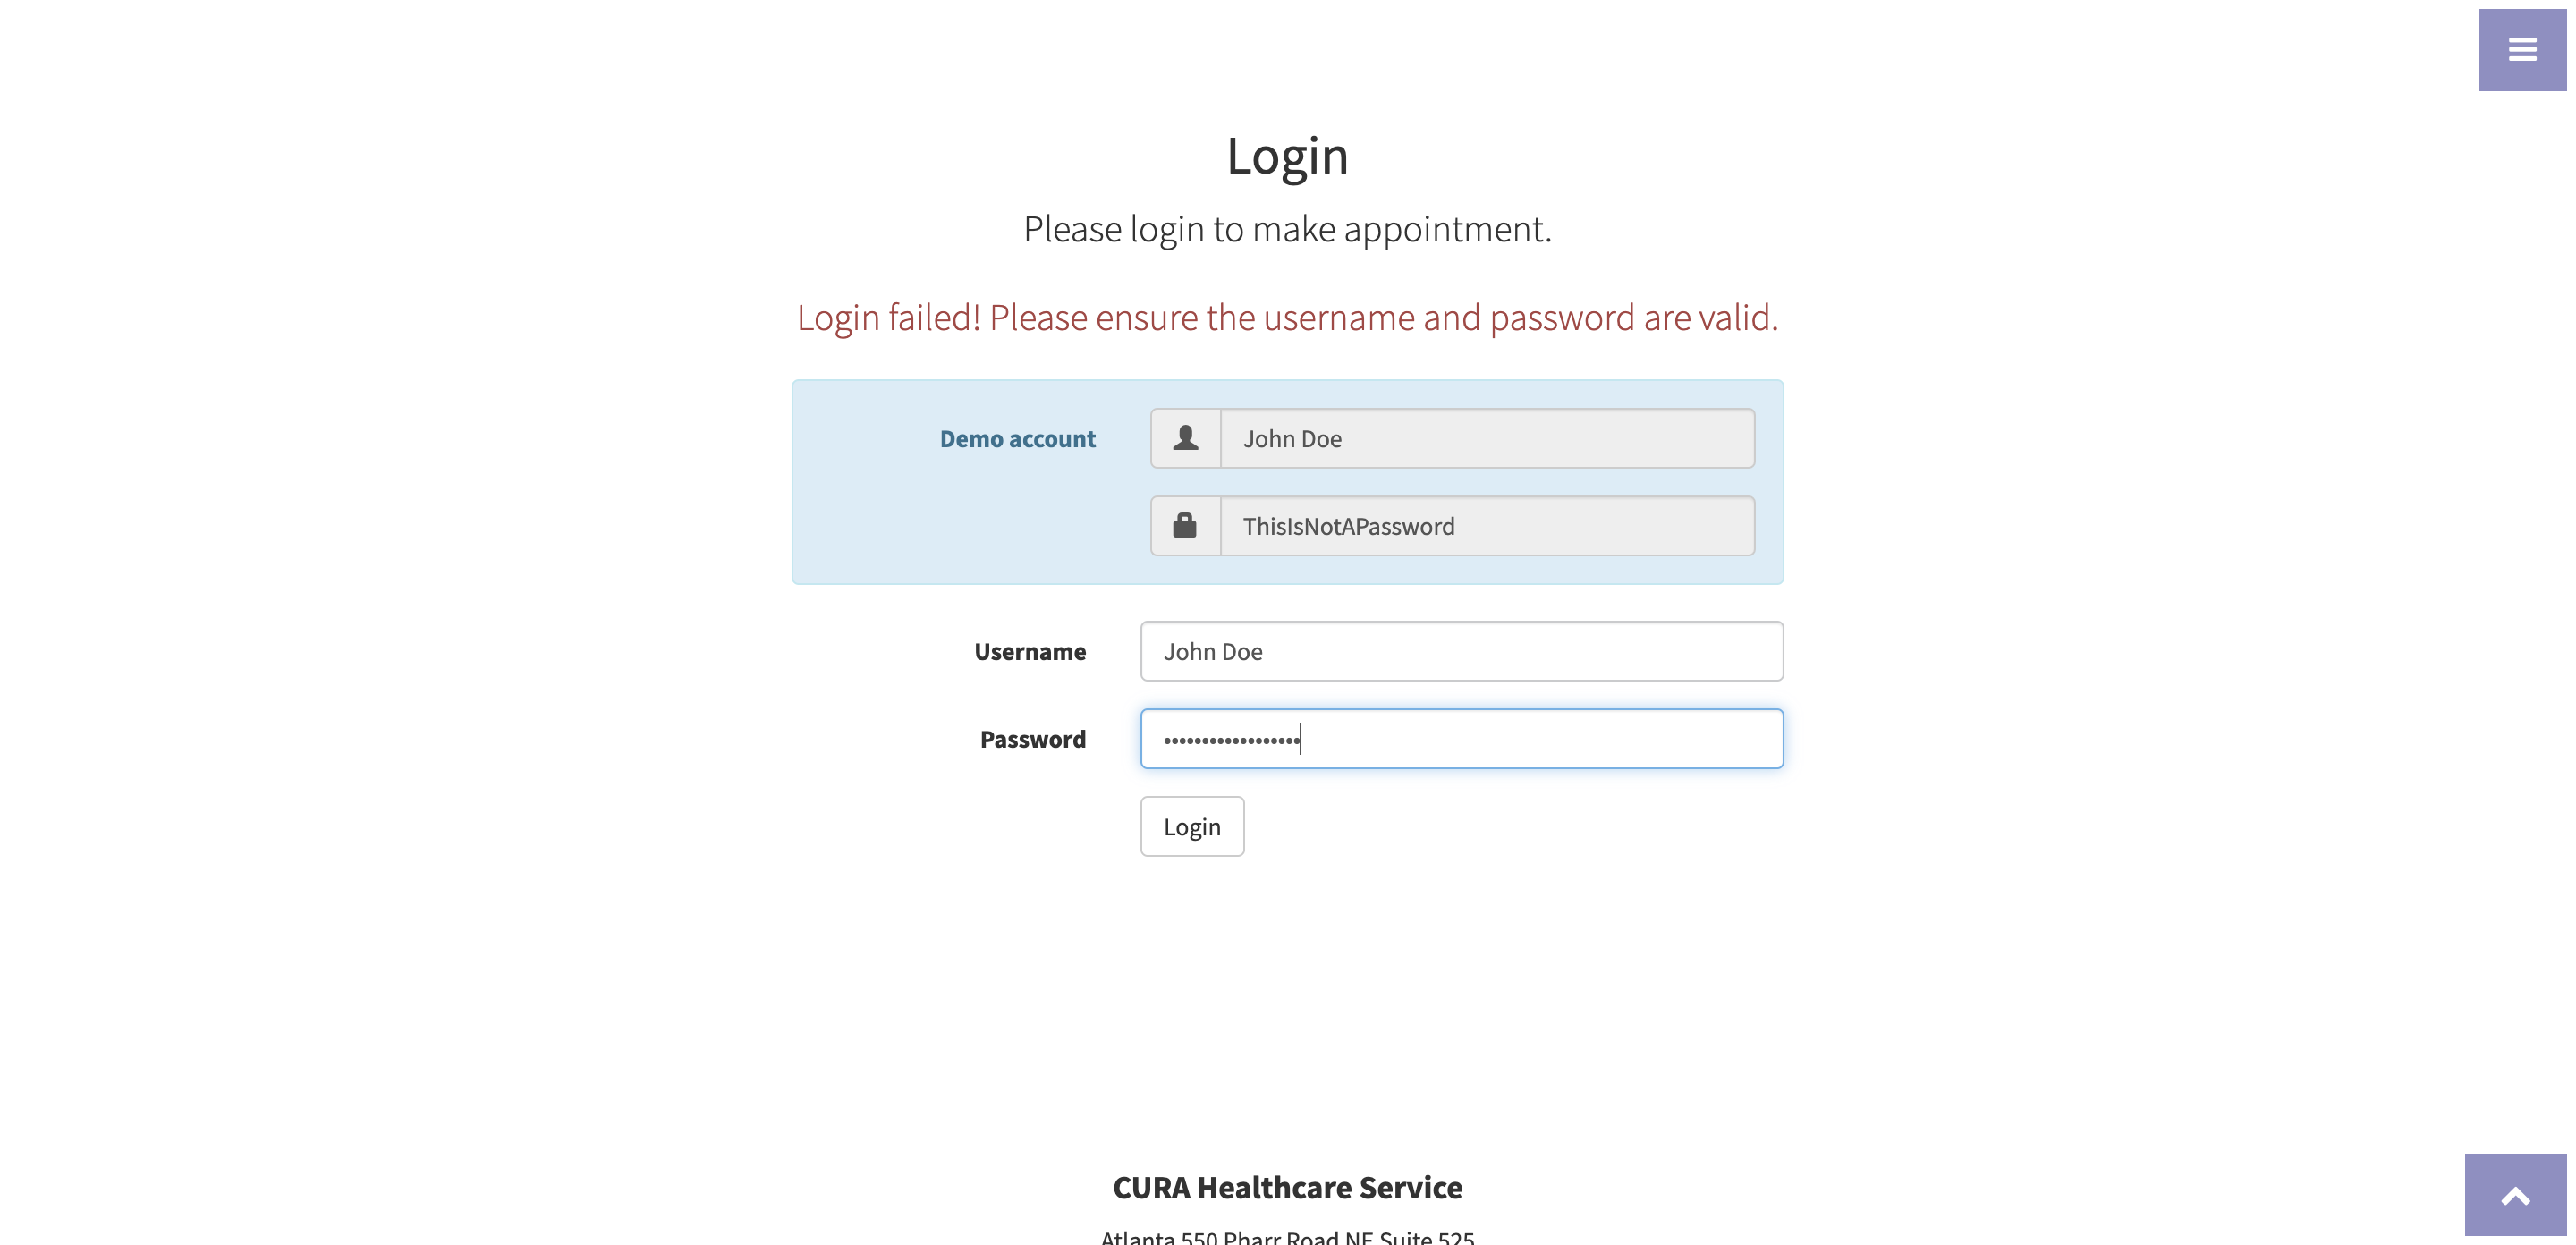 Login
Please login to make appointment.
Login failed! Please ensure the username and password are valid.
Demo account John Doe
ThisIsNotAPassword
Username John Doe
Password ••••••••••••••••••
Login
CURA Healthcare Service
Atlanta 550 Pharr Road NE Suite 525